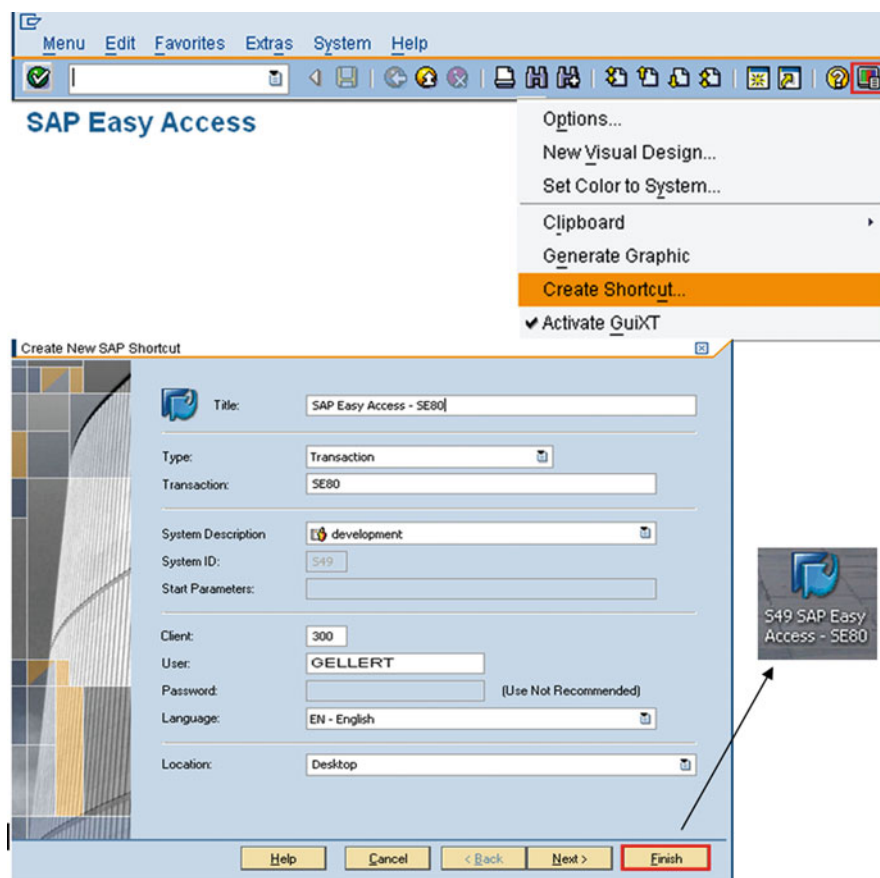 Menu Edit Favorites Extras System Help
SAP Easy Access
Options...
New Visual Design...
Set Color to System...
Clipboard
Generate Graphic
Create Shortcut...
Activate GuiXT
Create New SAP Shortcut
Title: SAP Easy Access - SE80
Type: Transaction
Transaction: SE80
System Description development
System ID: S49
Start Parameters:
Client: 300
User: GELLERT
Password: (Use Not Recommended)
Language: EN - English
Location: Desktop
Help Cancel < Back Next > Finish
S49 SAP Easy
Access - SE80